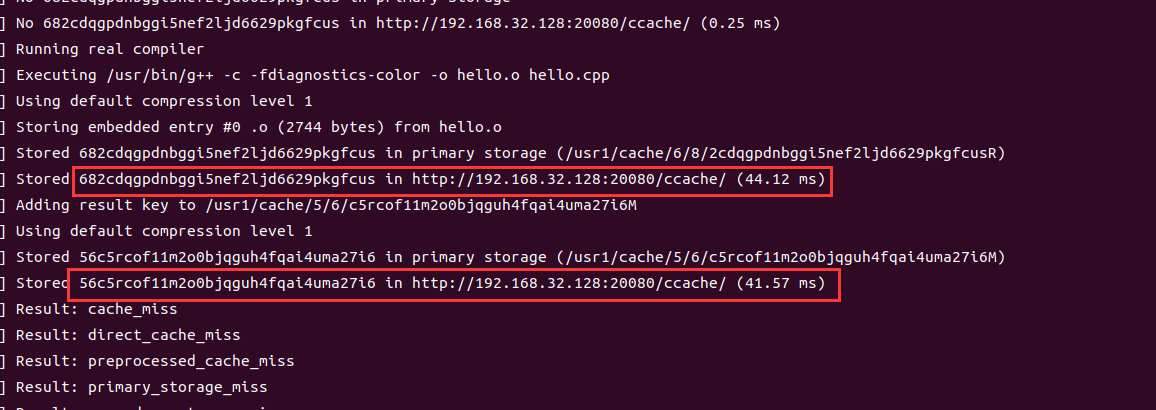 ] No 682cdqgpdnbggi5nef2ljd6629pkgfcus in primary storage
] No 682cdqgpdnbggi5nef2ljd6629pkgfcus in http://192.168.32.128:20080/ccache/ (0.25 ms)
] Running real compiler
] Executing /usr/bin/g++ -c -fdiagnostics-color -o hello.o hello.cpp
] Using default compression level 1
] Storing embedded entry #0 .o (2744 bytes) from hello.o
] Stored 682cdqgpdnbggi5nef2ljd6629pkgfcus in primary storage (/usr1/cache/6/8/2cdqgpdnbggi5nef2ljd6629pkgfcusR)
] Stored 682cdqgpdnbggi5nef2ljd6629pkgfcus in http://192.168.32.128:20080/ccache/ (44.12 ms)
] Adding result key to /usr1/cache/5/6/c5rcof11m2o0bjqguh4fqai4uma27i6M
] Using default compression level 1
] Stored 56c5rcof11m2o0bjqguh4fqai4uma27i6 in primary storage (/usr1/cache/5/6/c5rcof11m2o0bjqguh4fqai4uma27i6M)
] Stored 56c5rcof11m2o0bjqguh4fqai4uma27i6 in http://192.168.32.128:20080/ccache/ (41.57 ms)
] Result: cache_miss
] Result: direct_cache_miss
] Result: preprocessed_cache_miss
] Result: primary_storage_miss